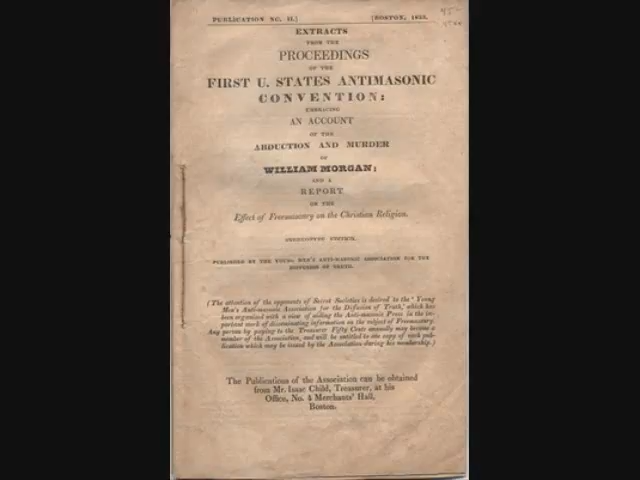 PUBLICATION NO. II.] [BOSTON, 1833.
EXTRACTS
FROM THE
PROCEEDINGS
OF THE
FIRST U. STATES ANTIMASONIC
CONVENTION:
EMBRACING
AN ACCOUNT
OF THE
ABDUCTION AND MURDER
OF
WILLIAM MORGAN;
AND A
REPORT
ON THE
Effect of Freemasonry on the Christian Religion.
STEREOTYPE EDITION.
PUBLISHED BY THE YOUNG MEN'S ANTI-MASONIC ASSOCIATION FOR THE
DIFFUSION OF TRUTH.
(The attention of the opponents of Secret Societies is desired to the 'Young
Men's Anti-masonic Association for the Diffusion of Truth,' which has
been organized with a view of aiding the Anti-masonic Press in the im-
portant work of disseminating information on the subject of Freemasonry.
Any person by paying to the Treasurer Fifty Cents annually may become a
member of the Association, and will be entitled to one copy of each pub-
lication which may be issued by the Association during his membership.)
The Publications of the Association can be obtained
from Mr. Isaac Child, Treasurer, at his
Office, No. 4 Merchants' Hall,
Boston.